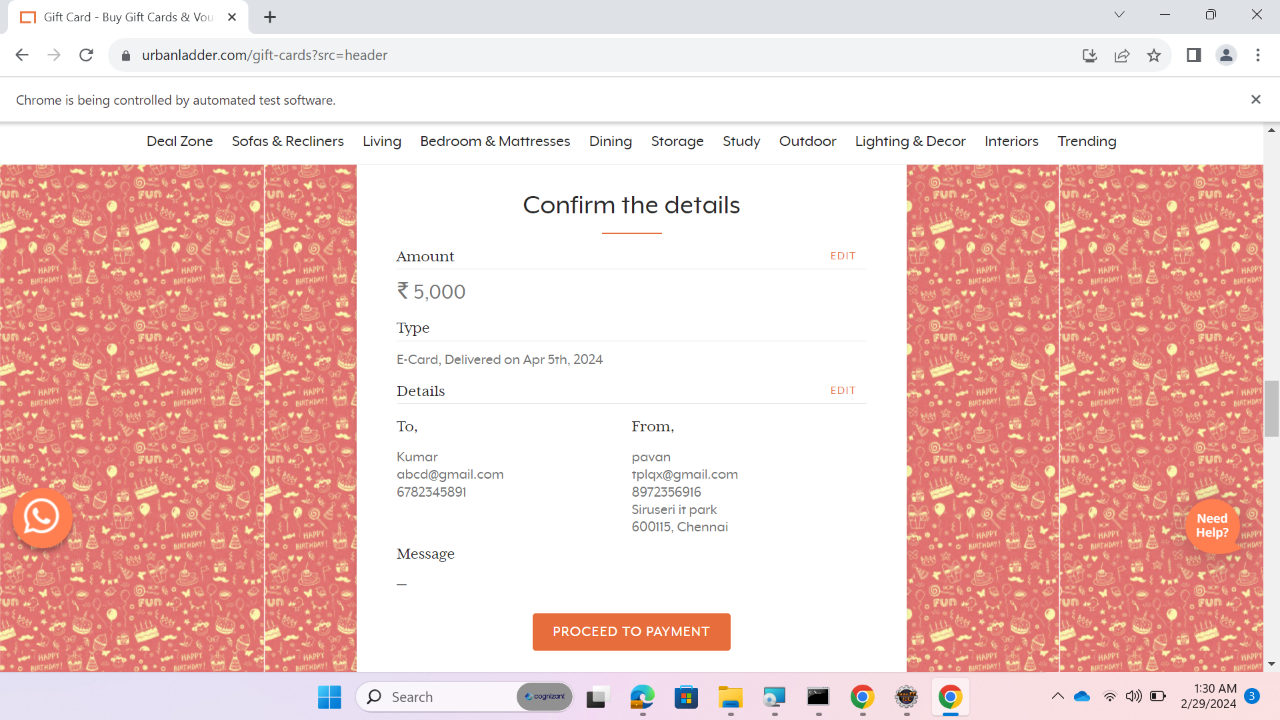 Gift Card - Buy Gift Cards & Vou
urbanladder.com/gift-cards?src=header
Chrome is being controlled by automated test software.
Deal Zone Sofas & Recliners Living Bedroom & Mattresses Dining Storage Study Outdoor Lighting & Decor Interiors Trending
Confirm the details
Amount EDIT
₹ 5,000
Type
E-Card, Delivered on Apr 5th, 2024
Details EDIT
To, From,
Kumar pavan
abcd@gmail.com tplqx@gmail.com
6782345891 8972356916
Siruseri it park
600115, Chennai
Message
—
PROCEED TO PAYMENT
Need
Help?
FUN
HAPPY
BIRTHDAY!
Search cognizant
1:30 AM
2/29/2024 3